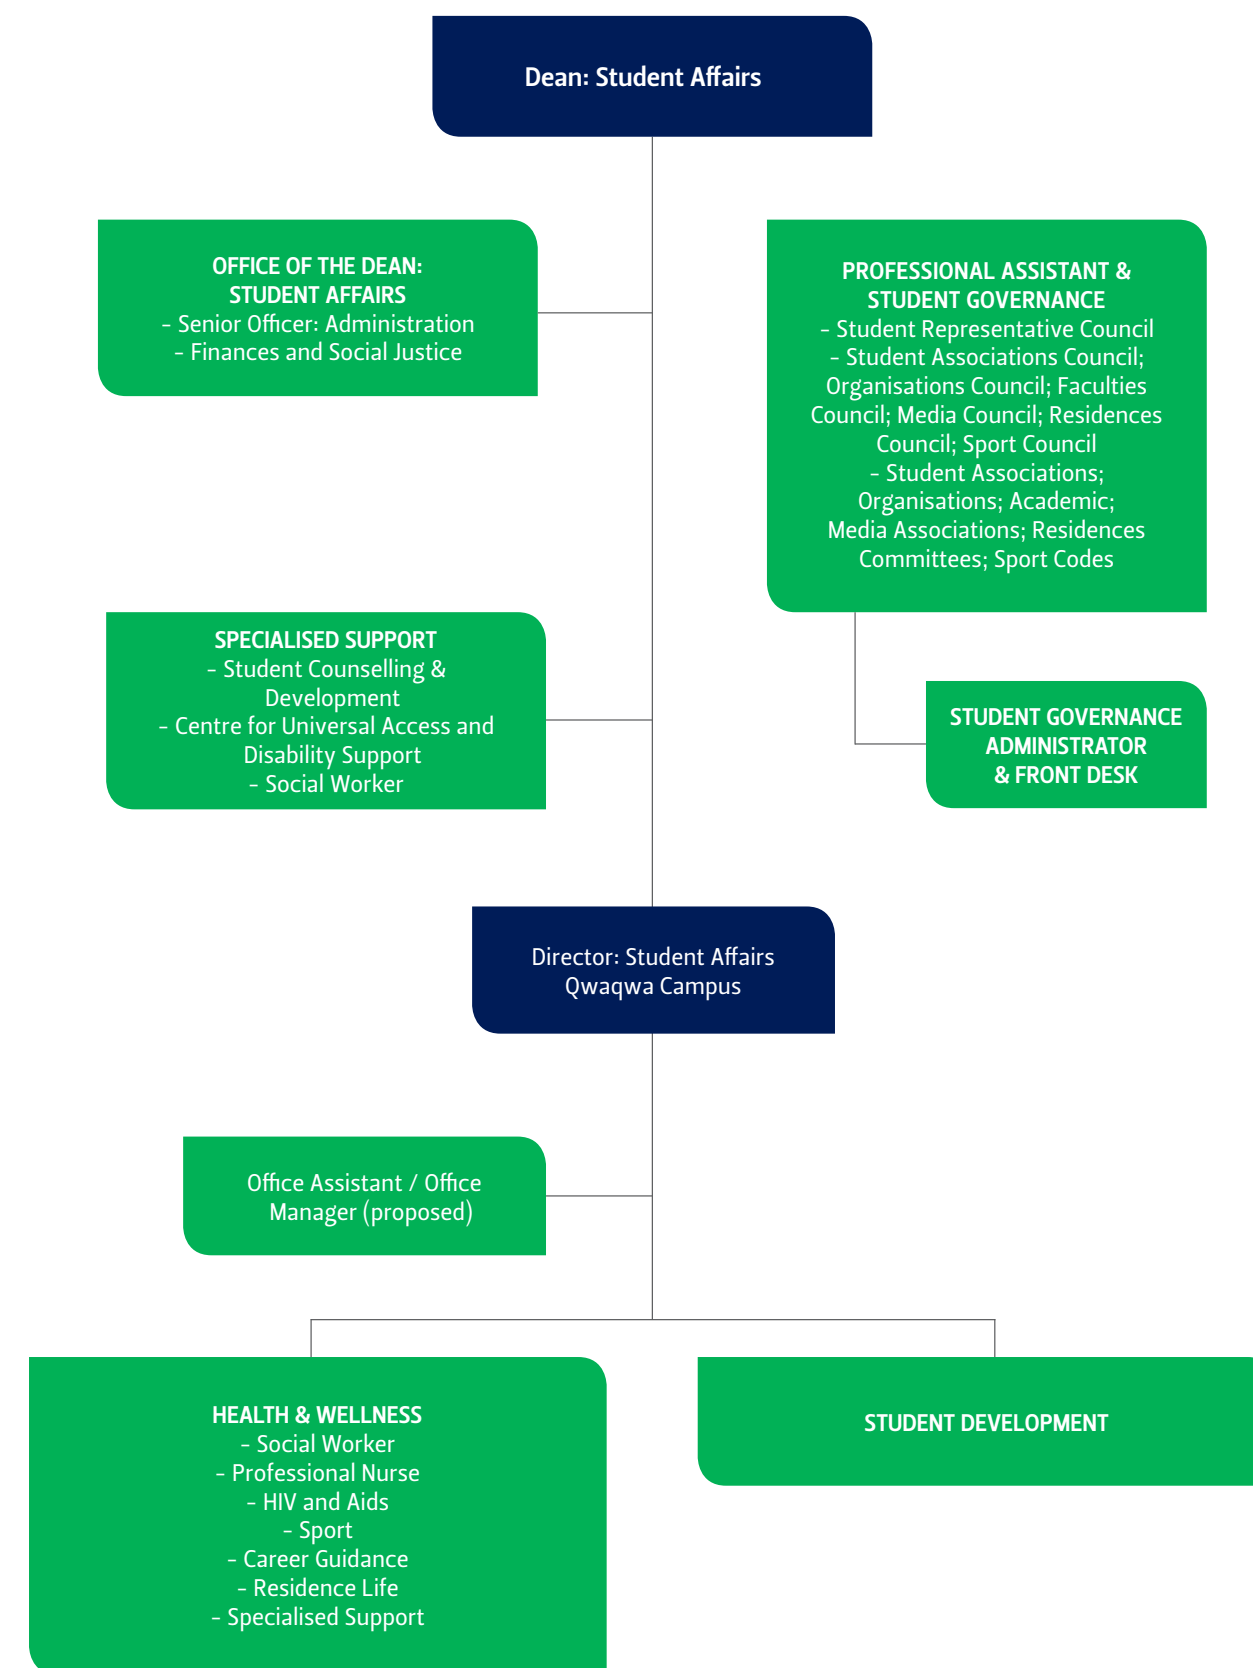 Dean: Student Affairs
OFFICE OF THE DEAN:
STUDENT AFFAIRS
– Senior Officer: Administration
– Finances and Social Justice
PROFESSIONAL ASSISTANT &
STUDENT GOVERNANCE
– Student Representative Council
– Student Associations Council;
Organisations Council; Faculties
Council; Media Council; Residences
Council; Sport Council
– Student Associations;
Organisations; Academic;
Media Associations; Residences
Committees; Sport Codes
SPECIALISED SUPPORT
– Student Counselling &
Development
– Centre for Universal Access and
Disability Support
– Social Worker
STUDENT GOVERNANCE
ADMINISTRATOR
& FRONT DESK
Director: Student Affairs
Qwaqwa Campus
Office Assistant / Office
Manager (proposed)
HEALTH & WELLNESS
– Social Worker
– Professional Nurse
– HIV and Aids
– Sport
– Career Guidance
– Residence Life
– Specialised Support
STUDENT DEVELOPMENT